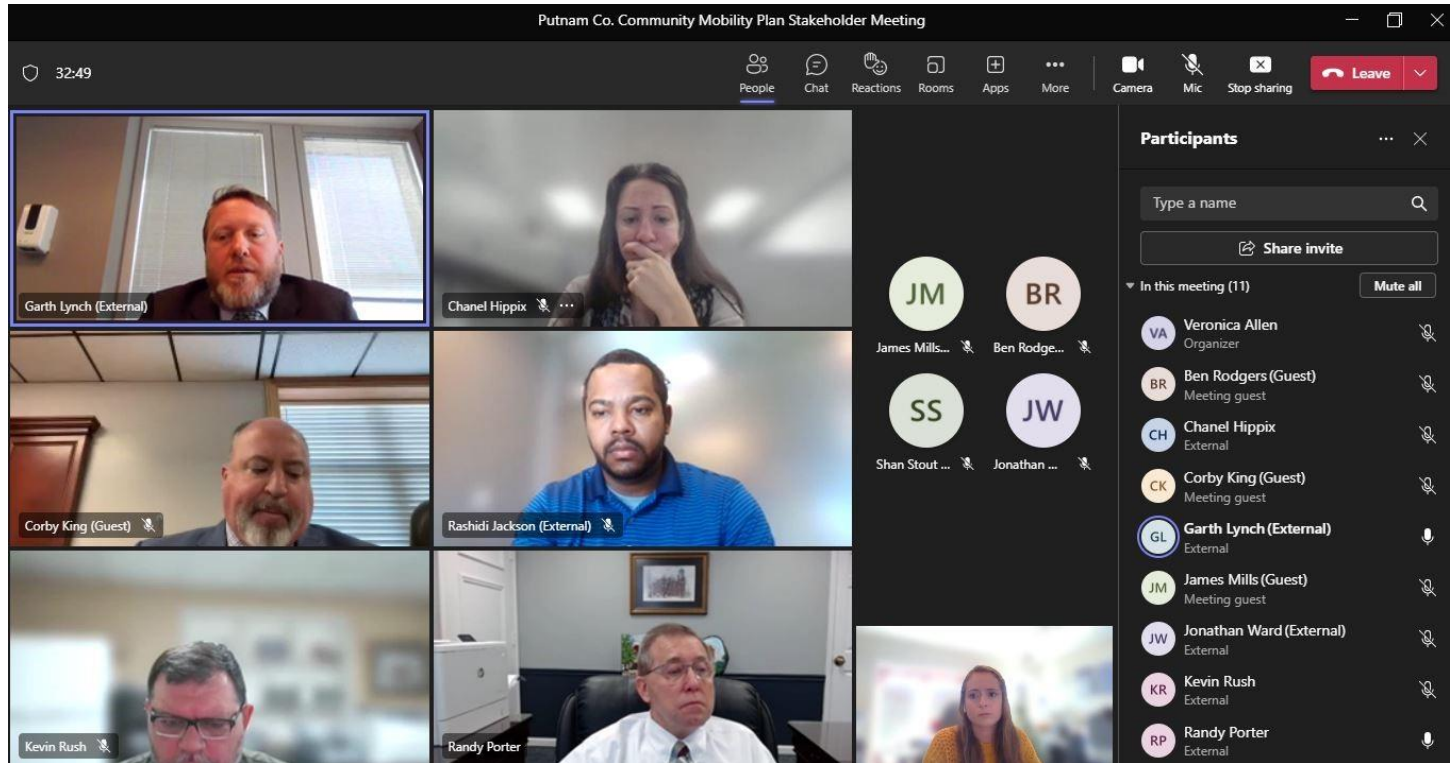 Putnam Co. Community Mobility Plan Stakeholder Meeting
32:49
People
Chat
Reactions
Rooms
Apps
More
Camera
Mic
Stop sharing
Leave
Garth Lynch (External)
Chanel Hippix
Corby King (Guest)
Rashidi Jackson (External)
Kevin Rush
Randy Porter
JM
James Mills...
BR
Ben Rodge...
SS
Shan Stout ...
JW
Jonathan ...
Participants
Type a name
Share invite
In this meeting (11)
Mute all
VA
Veronica Allen
Organizer
BR
Ben Rodgers (Guest)
Meeting guest
CH
Chanel Hippix
External
CK
Corby King (Guest)
Meeting guest
GL
Garth Lynch (External)
External
JM
James Mills (Guest)
Meeting guest
JW
Jonathan Ward (External)
External
KR
Kevin Rush
External
RP
Randy Porter
External